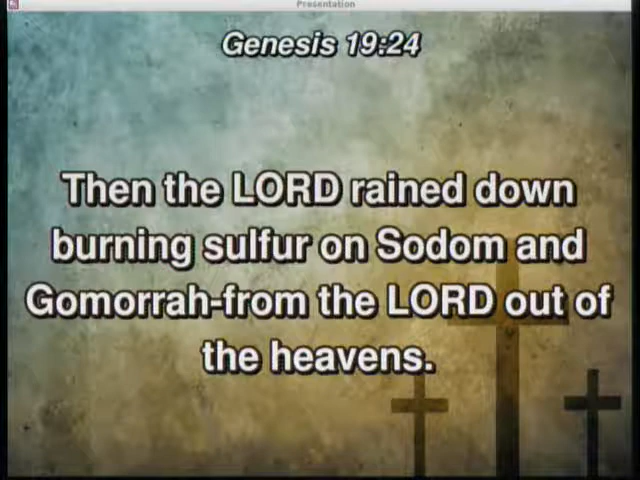 Presentation
Genesis 19:24
Then the LORD rained down
burning sulfur on Sodom and
Gomorrah-from the LORD out of
the heavens.